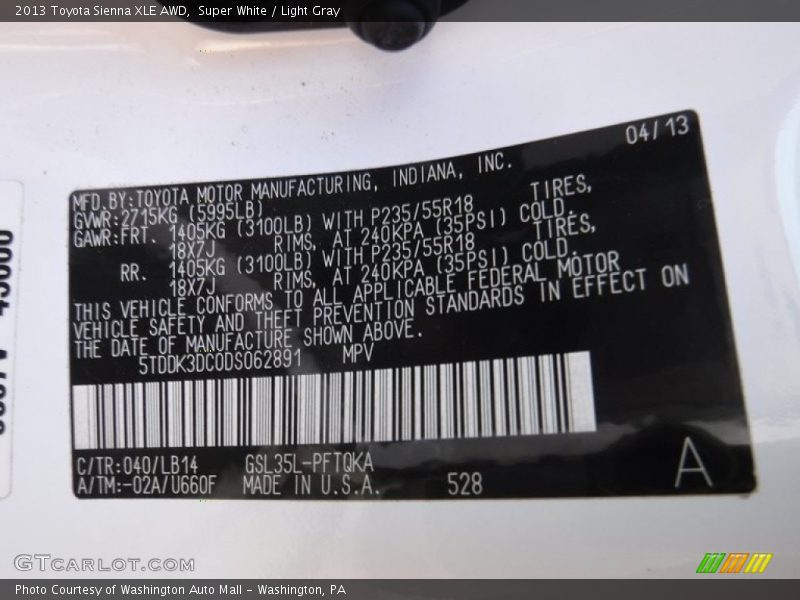 2013 Toyota Sienna XLE AWD, Super White / Light Gray
04/13
MFD.BY:TOYOTA MOTOR MANUFACTURING, INDIANA, INC.
GVWR:2715KG (5995LB)
GAWR:FRT. 1405KG (3100LB) WITH P235/55R18 TIRES,
18X7J RIMS, AT 240KPA (35PSI) COLD.
RR. 1405KG (3100LB) WITH P235/55R18 TIRES,
18X7J RIMS, AT 240KPA (35PSI) COLD.
THIS VEHICLE CONFORMS TO ALL APPLICABLE FEDERAL MOTOR
VEHICLE SAFETY AND THEFT PREVENTION STANDARDS IN EFFECT ON
THE DATE OF MANUFACTURE SHOWN ABOVE.
5TDDK3DC0DS062891 MPV
C/TR:040/LB14 GSL35L-PFTQKA
A/TM:-02A/U660F MADE IN U.S.A. 528
A
GTCARLOT.COM
Photo Courtesy of Washington Auto Mall - Washington, PA